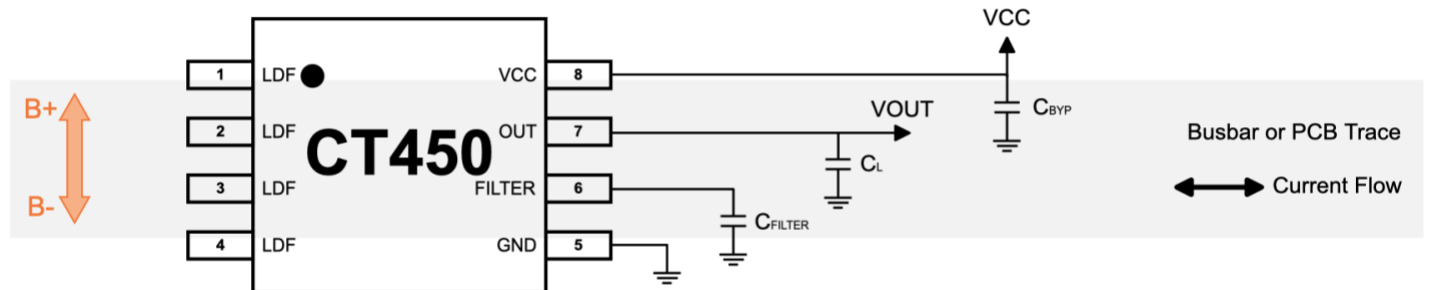 VCC
1 LDF VCC 8
B+
VOUT
CBYP
2 LDF OUT 7
Busbar or PCB Trace
CT450
CL
3 LDF FILTER 6
Current Flow
B-
CFILTER
4 LDF GND 5